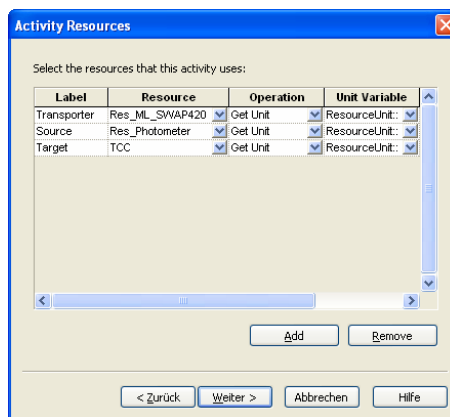 Activity Resources
Select the resources that this activity uses:
Label Resource Operation Unit Variable
Transporter Res_ML_SWAP420 Get Unit ResourceUnit::
Source Res_Photometer Get Unit ResourceUnit::
Target TCC Get Unit ResourceUnit::
Add Remove
< Zurück Weiter > Abbrechen Hilfe